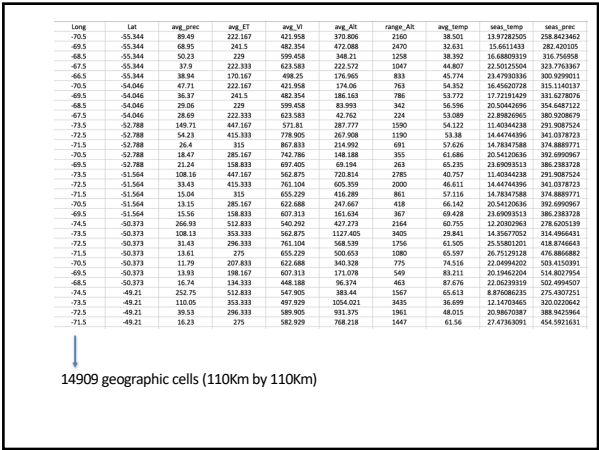 Long Lat avg_prec avg_ET avg_VI avg_Alt range_Alt avg_temp seas_temp seas_prec
-70.5 -55.344 89.49 222.167 421.958 370.806 2160 38.501 13.97282505 258.8423462
-69.5 -55.344 68.95 241.5 482.354 472.088 2470 32.631 15.6611433 282.420105
-68.5 -55.344 50.23 229 599.458 348.21 1258 38.392 16.68809319 316.756958
-67.5 -55.344 37.9 222.333 623.583 222.572 1047 44.807 22.50125504 323.7763367
-66.5 -55.344 38.94 170.167 498.25 176.965 833 45.774 23.47930336 300.9299011
-70.5 -54.046 47.71 222.167 421.958 174.06 763 54.352 16.45620728 315.1140137
-69.5 -54.046 36.37 241.5 482.354 186.163 786 53.772 17.72191429 331.6278076
-68.5 -54.046 29.06 229 599.458 83.993 342 56.596 20.50442696 354.6487122
-67.5 -54.046 28.69 222.333 623.583 42.762 224 53.089 22.89826965 380.9208679
-73.5 -52.788 149.71 447.167 571.81 287.777 1590 54.122 11.40344238 291.9087524
-72.5 -52.788 54.23 415.333 778.905 267.908 1190 53.38 14.44744396 341.0378723
-71.5 -52.788 26.4 315 867.833 214.992 691 57.626 14.78347588 374.8889771
-70.5 -52.788 18.47 285.167 742.786 148.188 355 61.686 20.54120636 392.6990967
-69.5 -52.788 21.24 158.833 697.405 69.194 263 65.235 23.69093513 386.2383728
-73.5 -51.564 108.16 447.167 562.875 720.814 2785 40.757 11.40344238 291.9087524
-72.5 -51.564 33.43 415.333 761.104 605.359 2000 46.611 14.44744396 341.0378723
-71.5 -51.564 15.04 315 655.229 416.289 861 57.116 14.78347588 374.8889771
-70.5 -51.564 13.15 285.167 622.688 247.667 418 66.142 20.54120636 392.6990967
-69.5 -51.564 15.56 158.833 607.313 161.634 367 69.428 23.69093513 386.2383728
-74.5 -50.373 266.93 512.833 540.292 427.273 2164 60.755 12.20302963 278.6205139
-73.5 -50.373 108.13 353.333 562.875 1127.405 3405 29.841 14.35677052 314.4966431
-72.5 -50.373 31.43 296.333 761.104 568.539 1756 61.505 25.55801201 418.8746643
-71.5 -50.373 13.61 275 655.229 500.653 1080 65.597 26.75129128 476.8866882
-70.5 -50.373 11.79 207.833 622.688 340.328 775 74.516 22.04994202 503.4150391
-69.5 -50.373 13.93 198.167 607.313 171.078 549 83.211 20.19462204 514.8027954
-68.5 -50.373 16.74 134.333 448.188 96.374 463 87.676 22.06239319 502.4994507
-74.5 -49.21 252.75 512.833 547.905 383.44 1567 65.613 8.876086235 275.4307251
-73.5 -49.21 110.05 353.333 497.929 1054.021 3435 36.699 12.14703465 320.0220642
-72.5 -49.21 39.53 296.333 589.905 931.375 1961 48.015 20.98670387 388.9425964
-71.5 -49.21 16.23 275 582.929 768.218 1447 61.56 27.47363091 454.5921631
14909 geographic cells (110Km by 110Km)